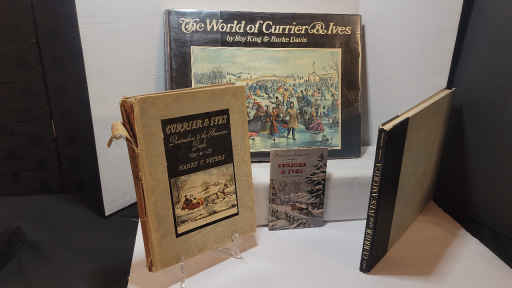 The World of Currier & Ives
by Roy King & Burke Davis
CURRIER & IVES
Printmakers to the American
People
HARRY T. PETERS
CURRIER
& IVES
CURRIER AND IVES' AMERICA